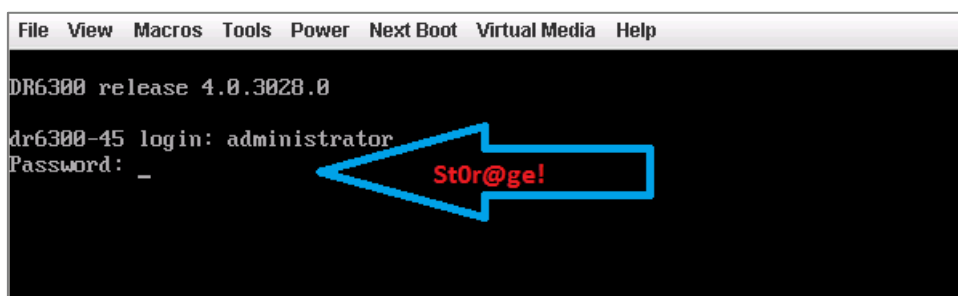 File View Macros Tools Power Next Boot Virtual Media Help
DR6300 release 4.0.3028.0
dr6300-45 login: administrator
Password: _
St0r@ge!